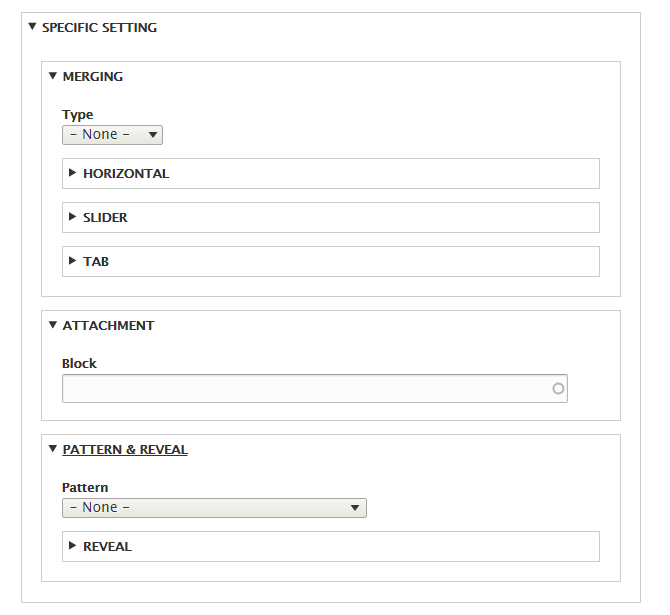 SPECIFIC SETTING
MERGING
Type
- None -
HORIZONTAL
SLIDER
TAB
ATTACHMENT
Block
PATTERN & REVEAL
Pattern
- None -
REVEAL